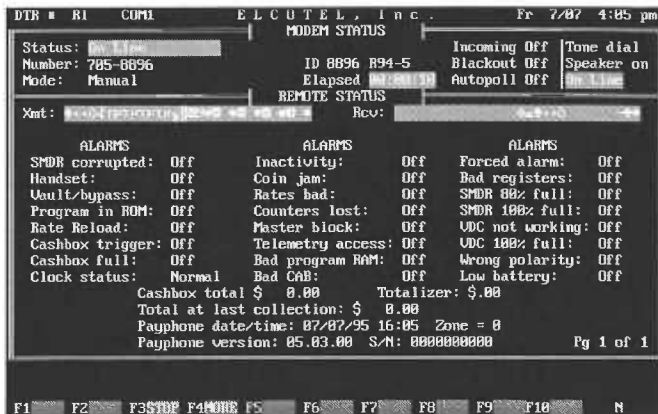 DTR ■ RI COM1 E L C O T E L , I n c . Fr 7/07 4:05 pm
MODEM STATUS
Status: On Line Incoming Off Tone dial
Number: 705-8896 ID 8896 R94-5 Blackout Off Speaker on
Mode: Manual Elapsed Autopoll Off On Line
REMOTE STATUS
Xmt: Rcv:
ALARMS ALARMS ALARMS
SMDR corrupted: Off Inactivity: Off Forced alarm: Off
Handset: Off Coin jam: Off Bad registers: Off
Vault/bypass: Off Rates bad: Off SMDR 80% full: Off
Program in ROM: Off Counters lost: Off SMDR 100% full: Off
Rate Reload: Off Master block: Off VDC not working: Off
Cashbox trigger: Off Telemetry access: Off VDC 100% full: Off
Cashbox full: Off Bad program RAM: Off Wrong polarity: Off
Clock status: Normal Bad CAB: Off Low battery: Off
Cashbox total $ 0.00 Totalizer: $.00
Total at last collection: $ 0.00
Payphone date/time: 07/07/95 16:05 Zone = 0
Payphone version: 05.03.00 S/N: 0000000000 Pg 1 of 1
F1 F2 F3STOP F4MORE F5 F6 F7 F8 F9 F10 N